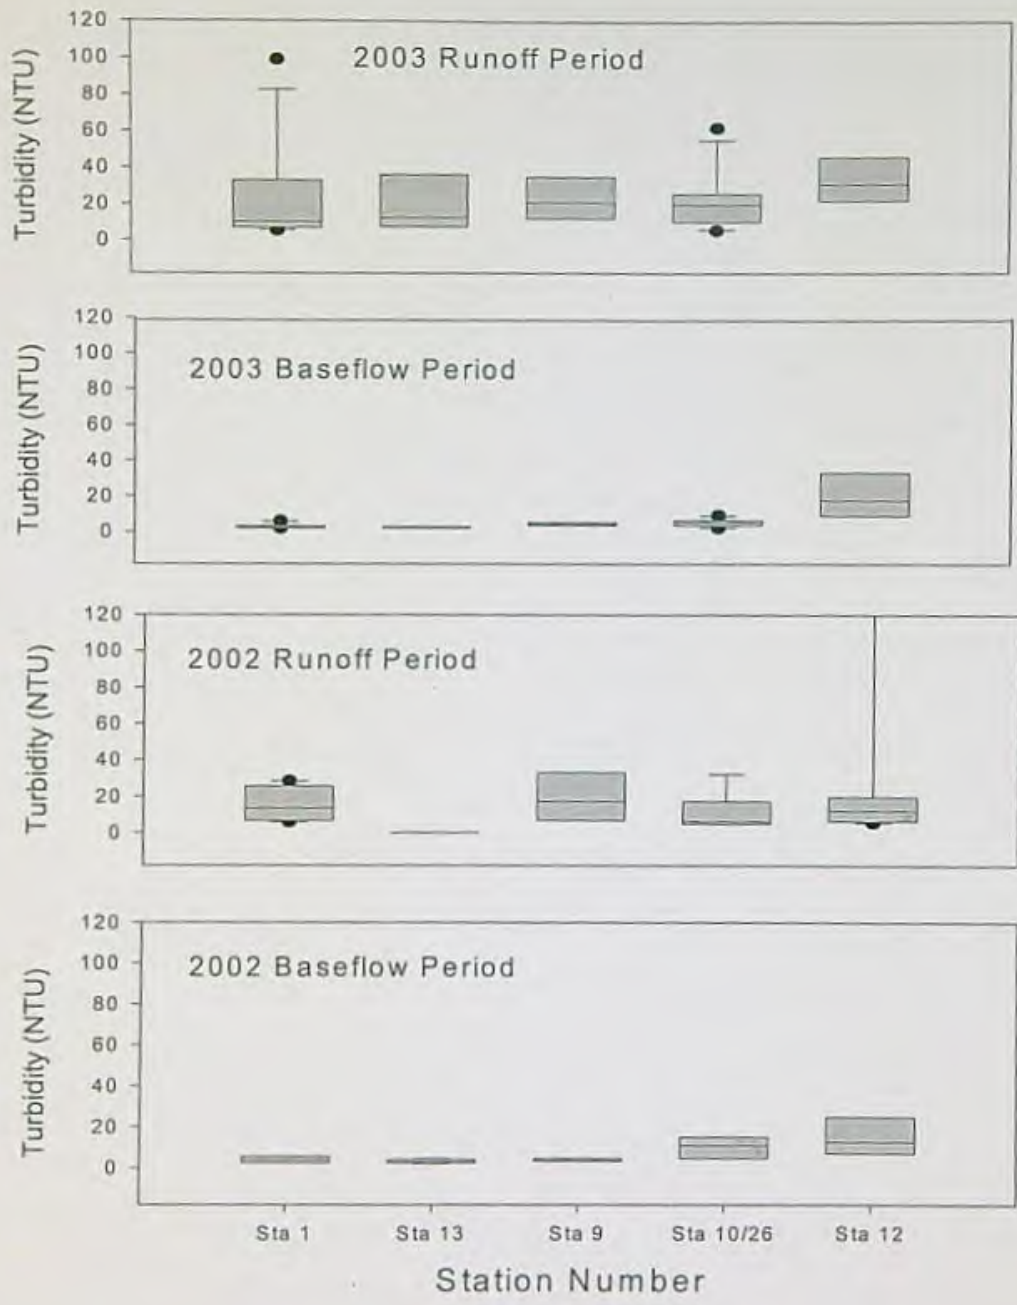 2003 Runoff Period
Turbidity (NTU)
120
100
80
60
40
20
0
2003 Baseflow Period
Turbidity (NTU)
120
100
80
60
40
20
0
2002 Runoff Period
Turbidity (NTU)
120
100
80
60
40
20
0
2002 Baseflow Period
Turbidity (NTU)
120
100
80
60
40
20
0
Sta 1 Sta 13 Sta 9 Sta 10/26 Sta 12
Station Number